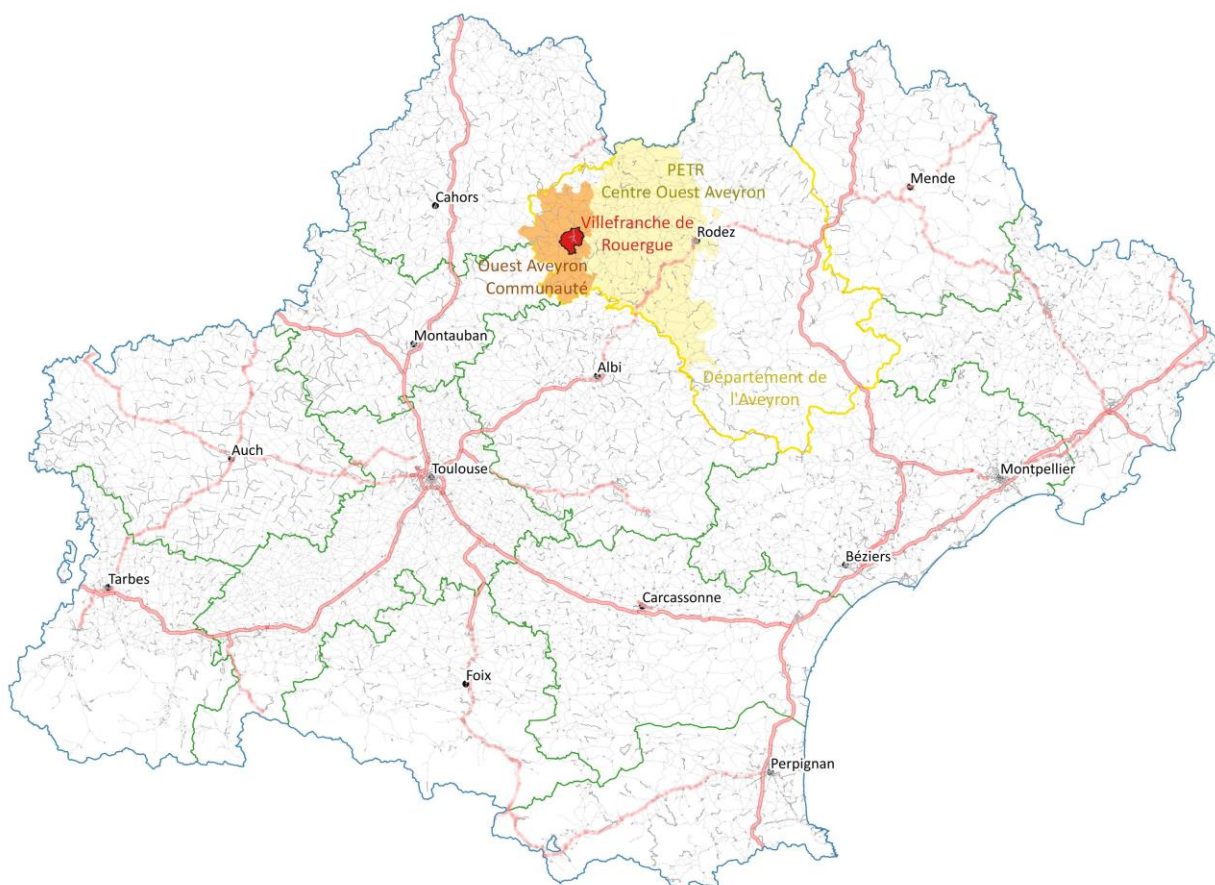 PETR
Centre Ouest Aveyron
Mende
Cahors
Villefranche de
Rouergue
Rodez
Ouest Aveyron
Communauté
Montauban
Albi
Département de
l'Aveyron
Auch
Toulouse
Montpellier
Béziers
Tarbes
Carcassonne
Foix
Perpignan